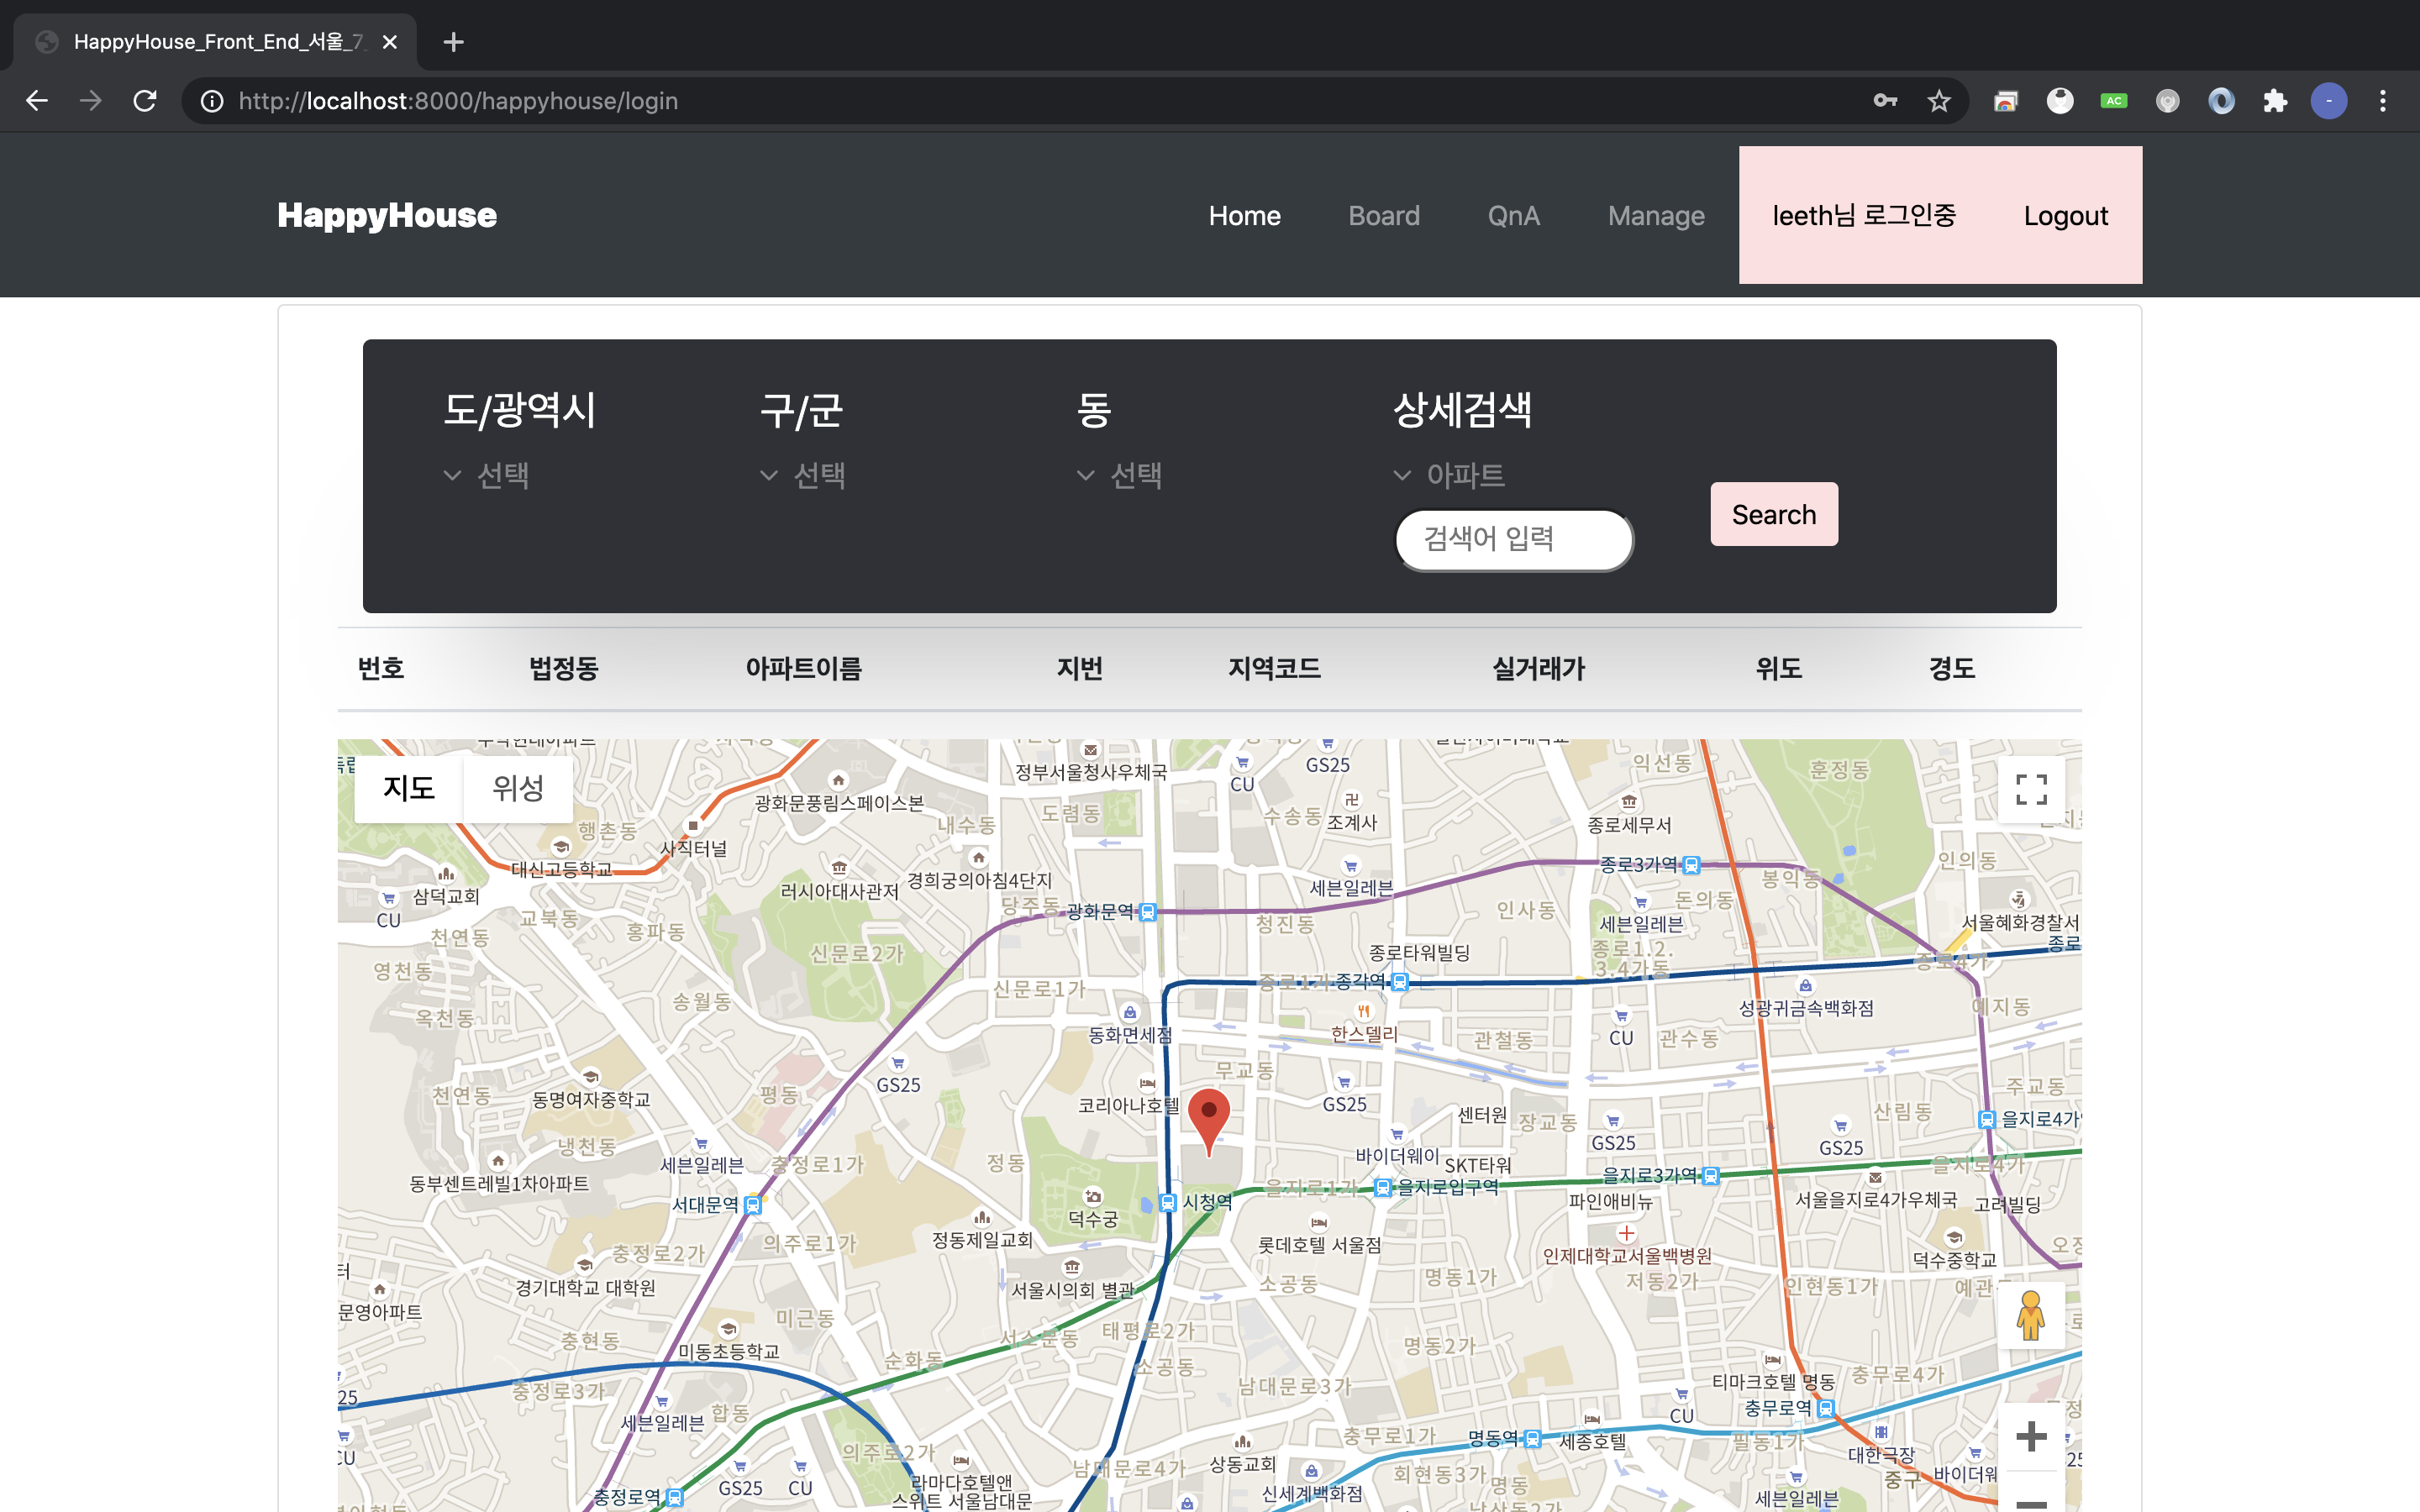 HappyHouse_Front_End_서울_7
http://localhost:8000/happyhouse/login
AC
HappyHouse
Home
Board
QnA
Manage
leeth님 로그인중
Logout
도/광역시
구/군
동
상세검색
선택
선택
선택
아파트
검색어 입력
Search
번호
법정동
아파트이름
지번
지역코드
실거래가
위도
경도
지도
위성
정부서울청사우체국
GS25
CU
익선동
훈정동
광화문풍림스페이스본
도렴동
내수동
수송동
조계사
종로세무서
행촌동
사직터널
대신고등학교
삼덕교회
CU
러시아대사관저
경희궁의아침4단지
세븐일레븐
종로3가역
봉익동
인의동
교북동
천연동
홍파동
당주동
광화문역
청진동
인사동
돈의동
세븐일레븐
서울혜화경찰서
종로
영천동
신문로2가
종로타워빌딩
종로1.2.
3.4가동
종로4가
송월동
신문로1가
종로1가
종각역
옥천동
동화면세점
한스델리
관철동
CU
관수동
성광귀금속백화점
예지동
천연동
동명여자중학교
평동
GS25
무교동
코리아나호텔
GS25
센터원
장교동
GS25
산림동
주교동
GS25
을지로4가
냉천동
세븐일레븐
충정로1가
정동
바이더웨이
SKT타워
을지로3가역
을지로4가
동부센트레빌1차아파트
서대문역
덕수궁
시청역
을지로1가
을지로입구역
파인애비뉴
서울을지로4가우체국
고려빌딩
충정로2가
의주로1가
정동제일교회
롯데호텔 서울점
인제대학교서울백병원
덕수중학교
경기대학교 대학원
서울시의회 별관
소공동
명동1가
저동2가
인현동1가
예관
문영아파트
충현동
미근동
미동초등학교
서소문동
태평로2가
명동2가
순화동
소공동
티마크호텔 명동
충무로4가
25
충정로3가
세븐일레븐
합동
남대문로3가
CU
충무로역
의주로2가
상동교회
충무로1가
명동역
세종호텔
필동1가
대한극장
CU
GS25
CU
라마다호텔앤
스위트 서울남대문
남대문로4가
회현동3가
명동
중구
바이더웨
충정로역
신세계백화점
남산동2가
세븐일레븐